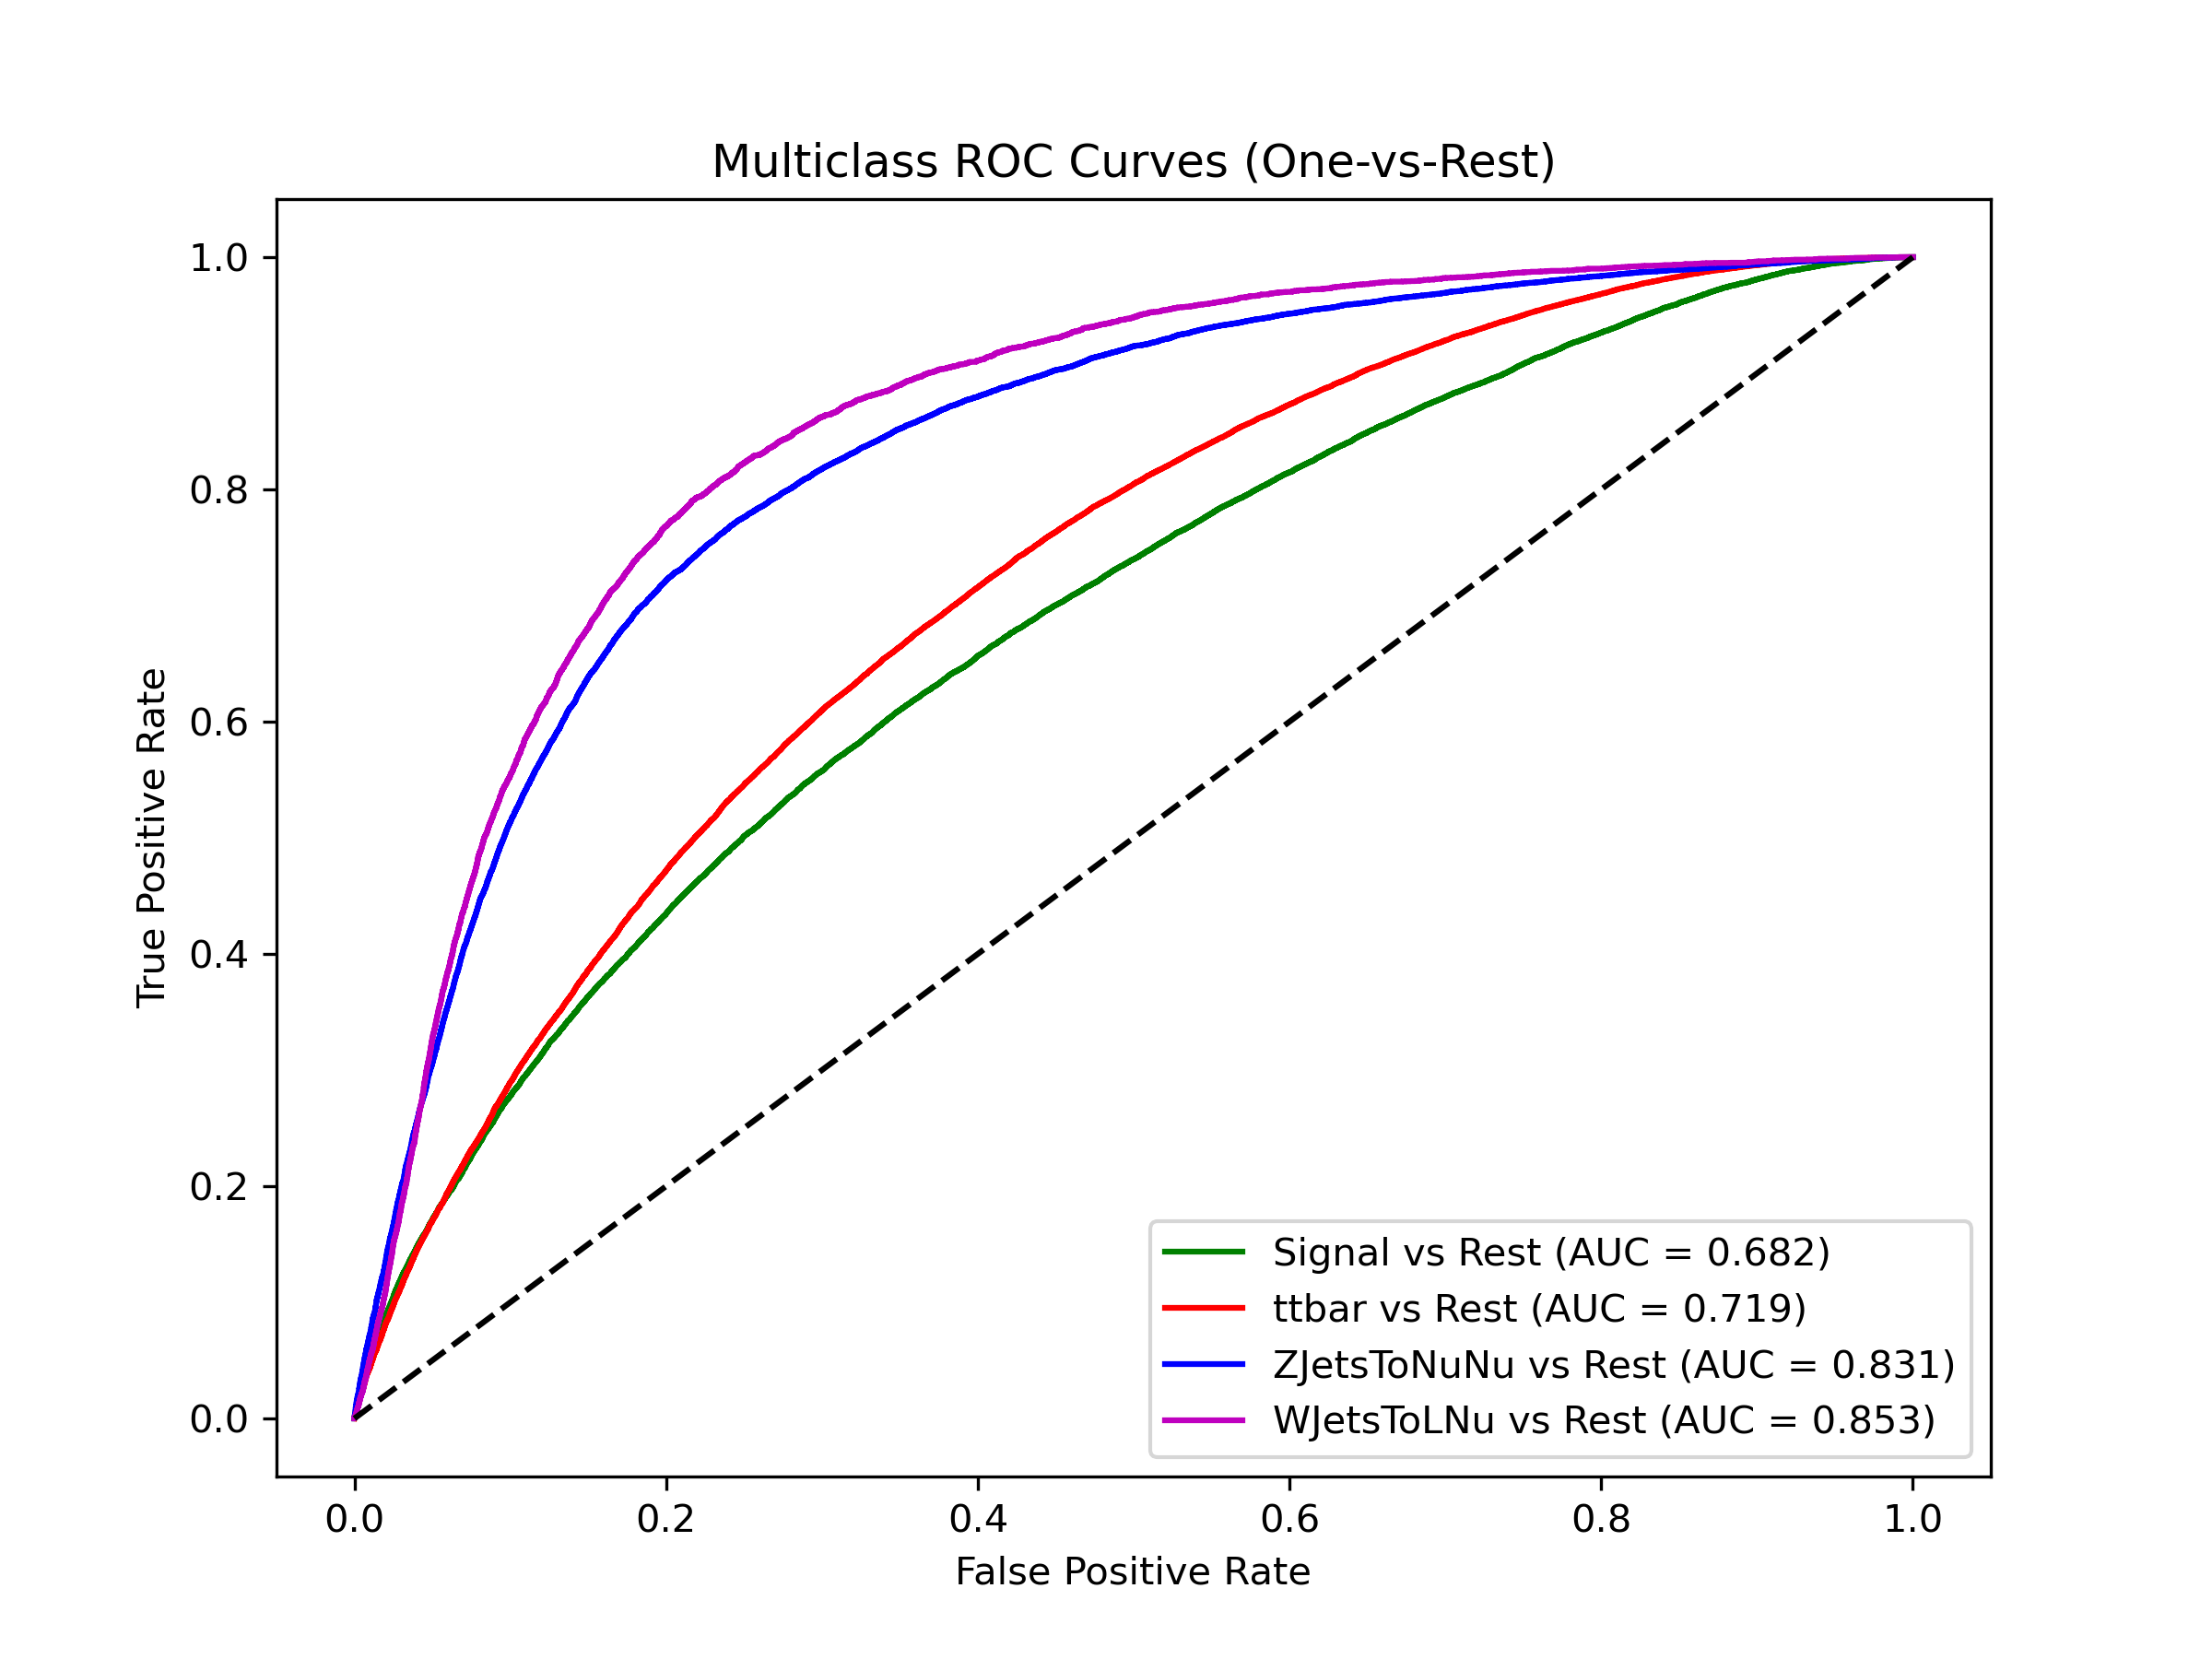 Multiclass ROC Curves (One-vs-Rest)
True Positive Rate
1.0
0.8
0.6
0.4
0.2
0.0
Signal vs Rest (AUC = 0.682)
ttbar vs Rest (AUC = 0.719)
ZJetsToNuNu vs Rest (AUC = 0.831)
WJetsToLNu vs Rest (AUC = 0.853)
0.0 0.2 0.4 0.6 0.8 1.0
False Positive Rate